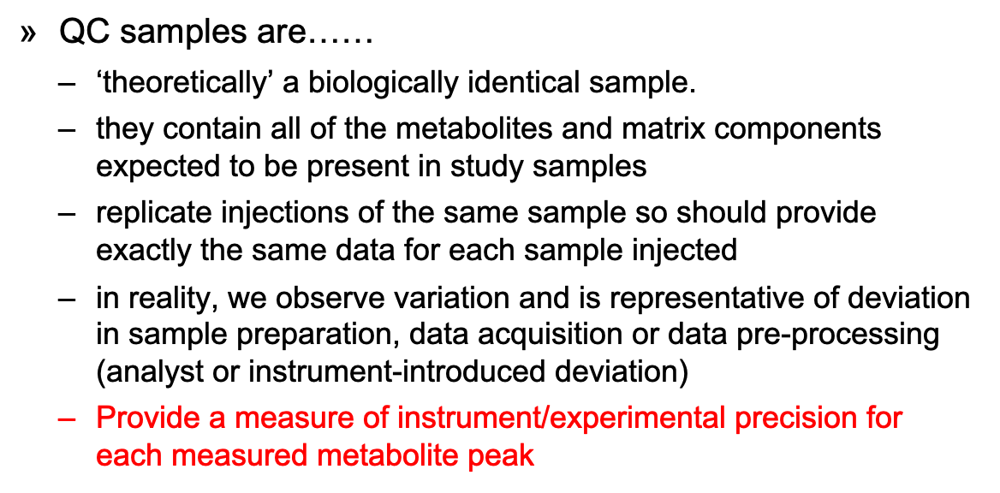 » QC samples are……
– ‘theoretically’ a biologically identical sample.
– they contain all of the metabolites and matrix components
expected to be present in study samples
– replicate injections of the same sample so should provide
exactly the same data for each sample injected
– in reality, we observe variation and is representative of deviation
in sample preparation, data acquisition or data pre-processing
(analyst or instrument-introduced deviation)
– Provide a measure of instrument/experimental precision for
each measured metabolite peak